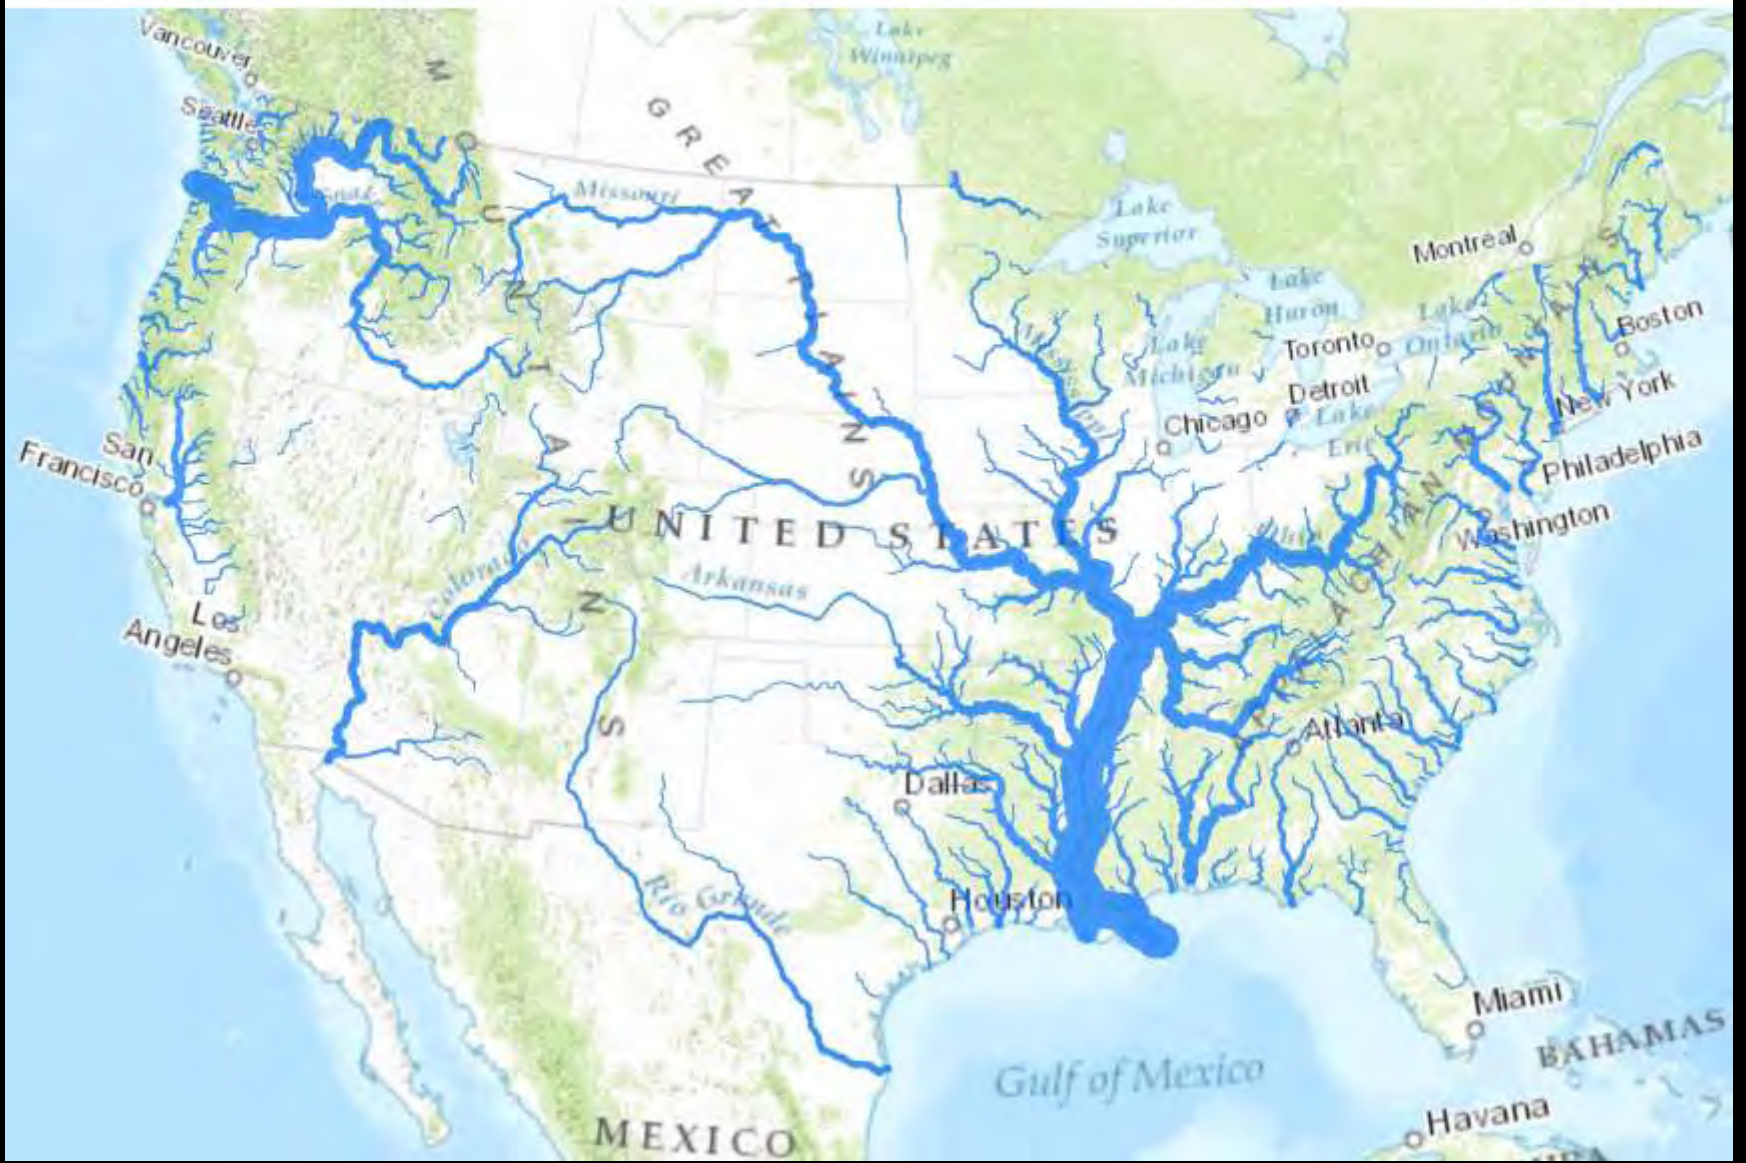 Vancouver
Lake
Winnipeg
Seattle
GREAT PLAINS
Missouri
Lake
Superior
Montreal
Lake
Huron
Lake
Ontario
Toronto
Boston
Lake
Michigan
Detroit
Lake
Erie
New York
Chicago
Philadelphia
San
Francisco
Washington
UNITED STATES
Ohio
Colorado
Arkansas
Los
Angeles
Atlanta
Dallas
Rio Grande
Houston
Miami
BAHAMAS
Gulf of Mexico
Havana
MEXICO